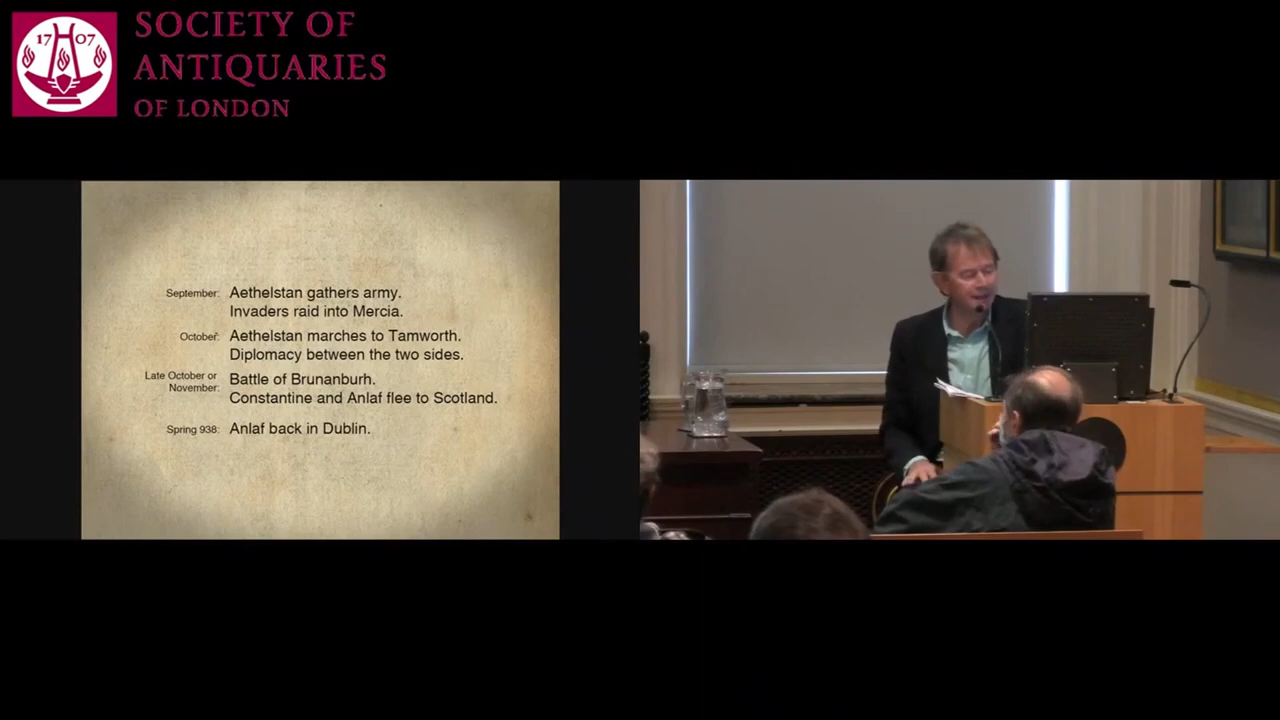 SOCIETY OF
ANTIQUARIES
OF LONDON
1707
September: Aethelstan gathers army.
Invaders raid into Mercia.
October: Aethelstan marches to Tamworth.
Diplomacy between the two sides.
Late October or
November: Battle of Brunanburh.
Constantine and Anlaf flee to Scotland.
Spring 938: Anlaf back in Dublin.